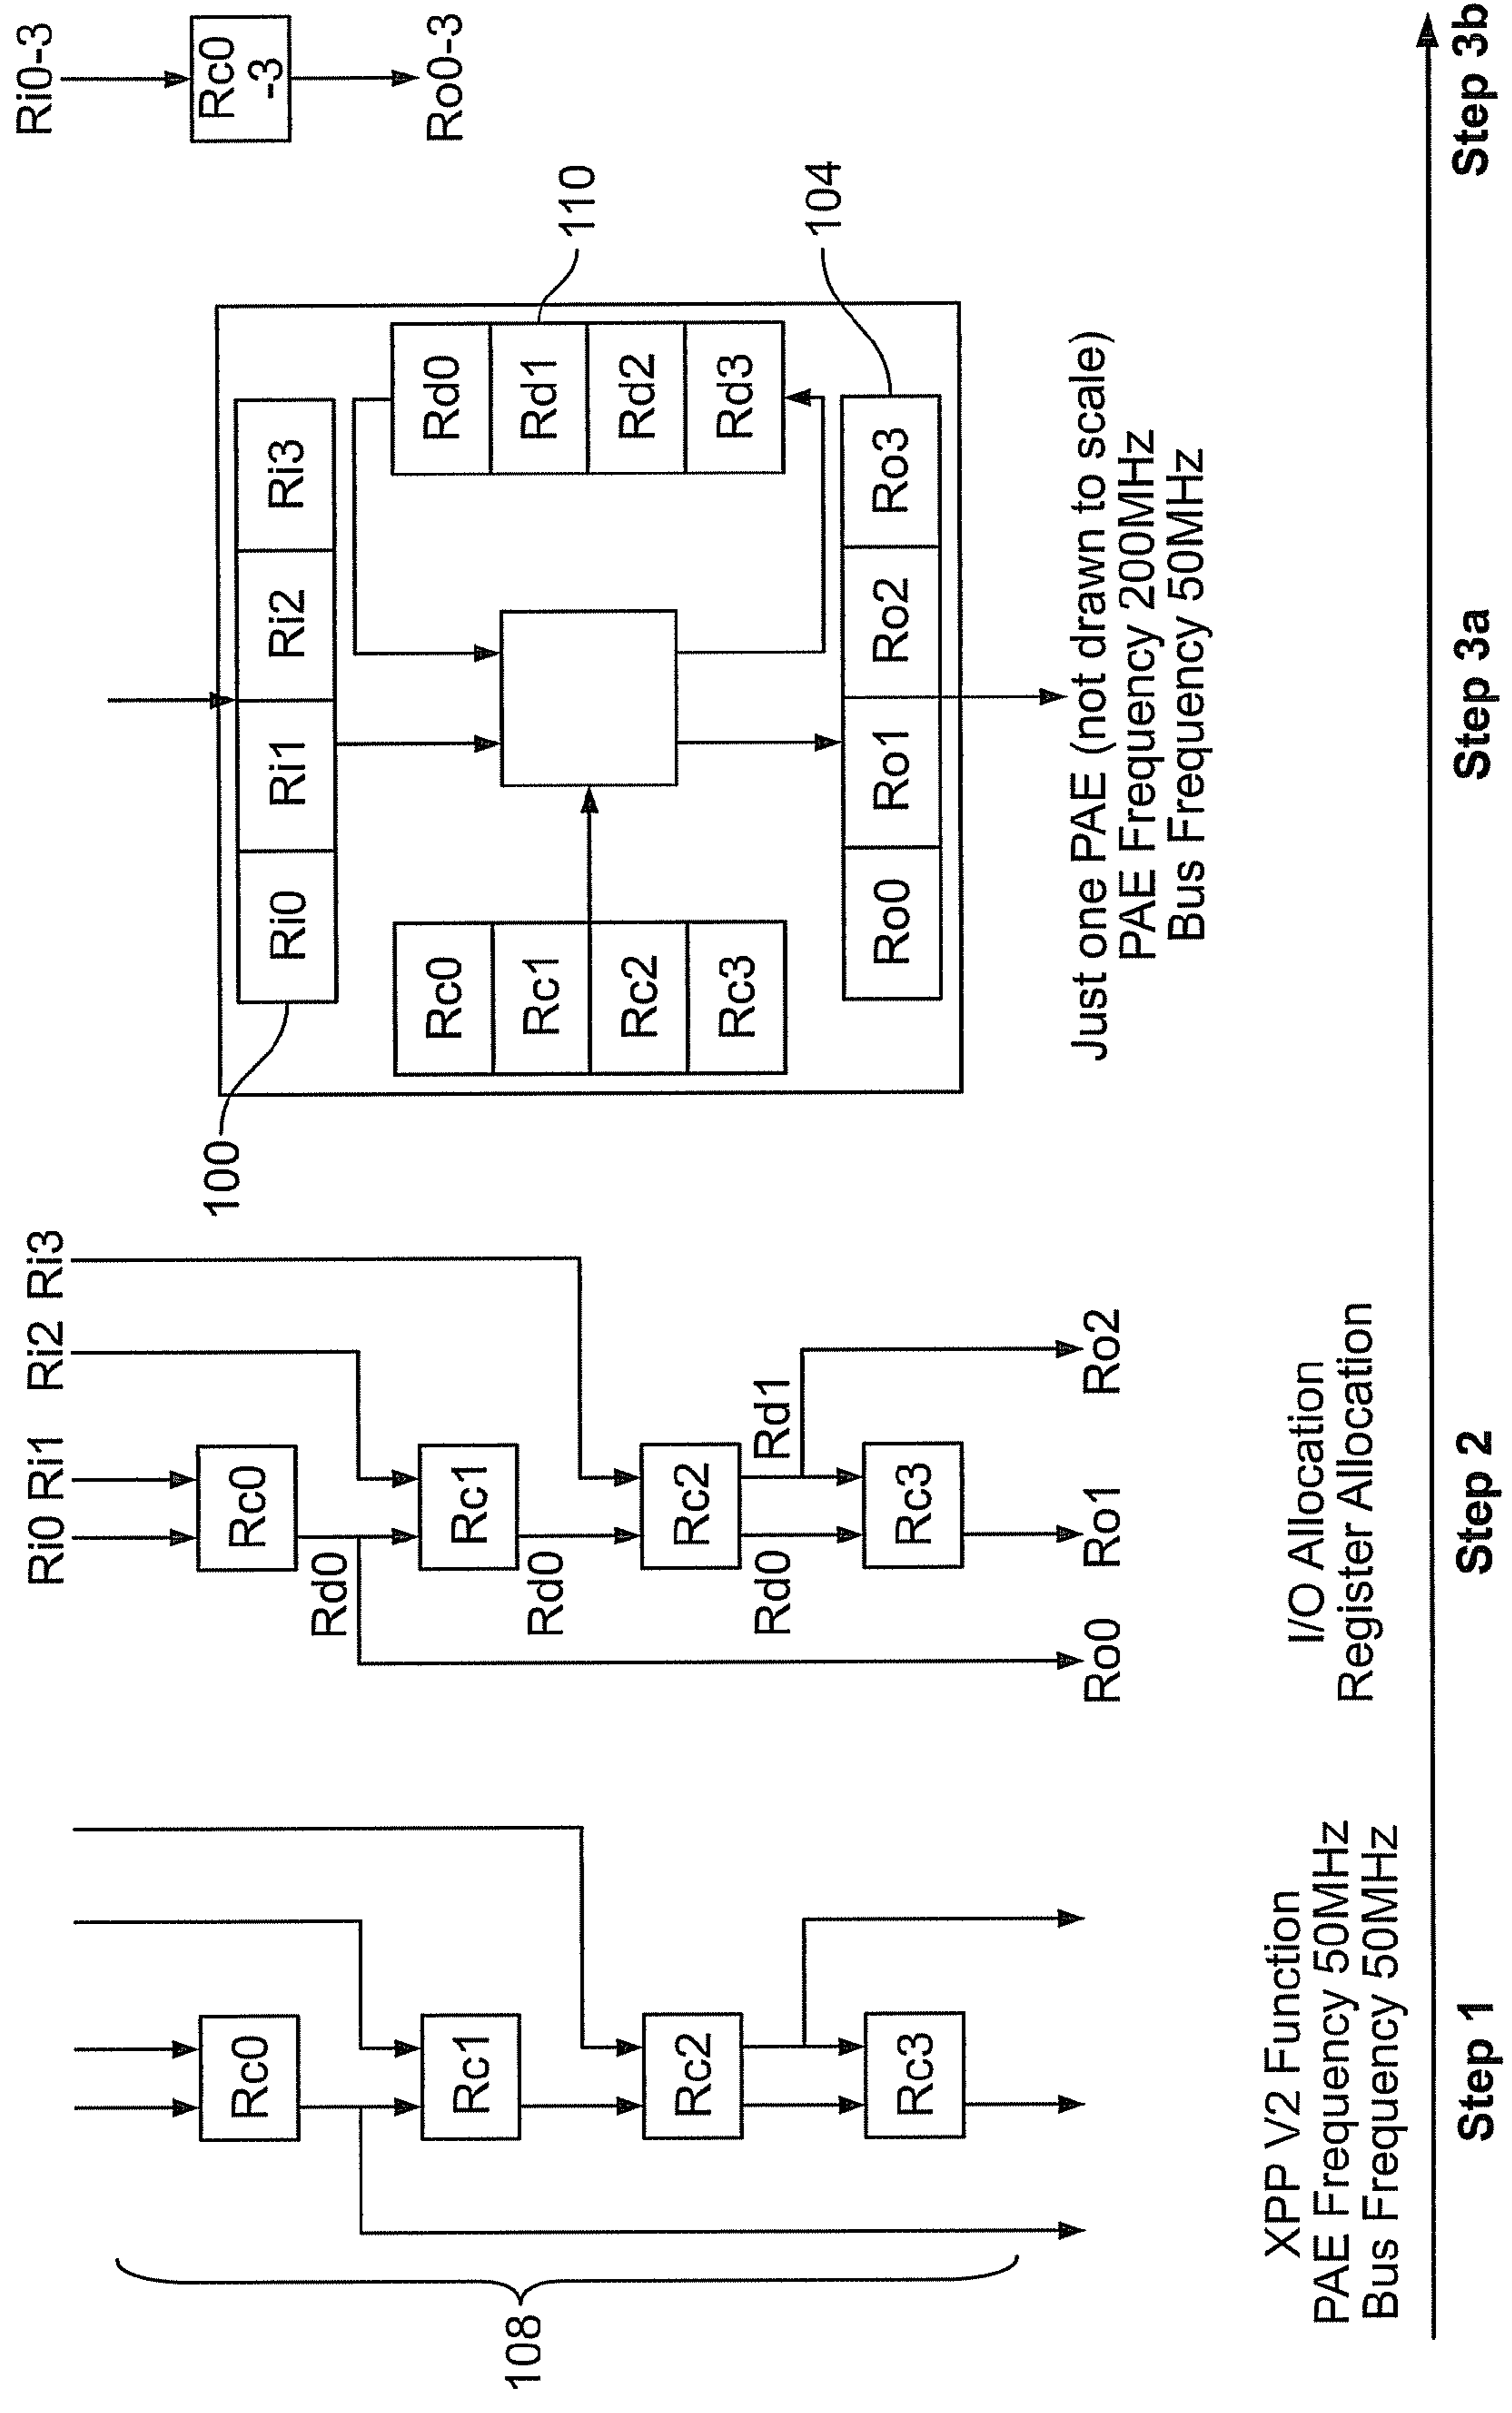 108
Rc0
Rc1
Rc2
Rc3
XPP V2 Function
PAE Frequency 50MHz
Bus Frequency 50MHz
Step 1
Ri0 Ri1 Ri2 Ri3
Rc0
Rd0
Rc1
Rd0
Rc2
Rd0 Rd1
Rc3
Ro0 Ro1 Ro2
I/O Allocation
Register Allocation
Step 2
100
Ri0 Ri1 Ri2 Ri3
Rc0
Rc1
Rc2
Rc3
Rd0
Rd1
Rd2
Rd3
110
Ro0 Ro1 Ro2 Ro3
104
Just one PAE (not drawn to scale)
PAE Frequency 200MHz
Bus Frequency 50MHz
Step 3a
Ri0-3
Rc0
-3
Ro0-3
Step 3b